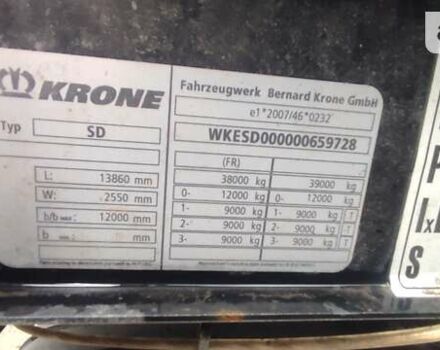 KRONE
Typ SD
L: 13860 mm
W: 2550 mm
b/b max: 12000 mm
b mm
Fahrzeugwerk Bernard Krone GmbH
e1*2007/46*0232
WKESD000000659728
(FR)
38000 kg 39000 kg
0- 12000 kg 0- 12000 kg
1- 9000 kg 1- 9000 kg T
2- 9000 kg 2- 9000 kg T
3- 9000 kg 3- 9000 kg T
P
S